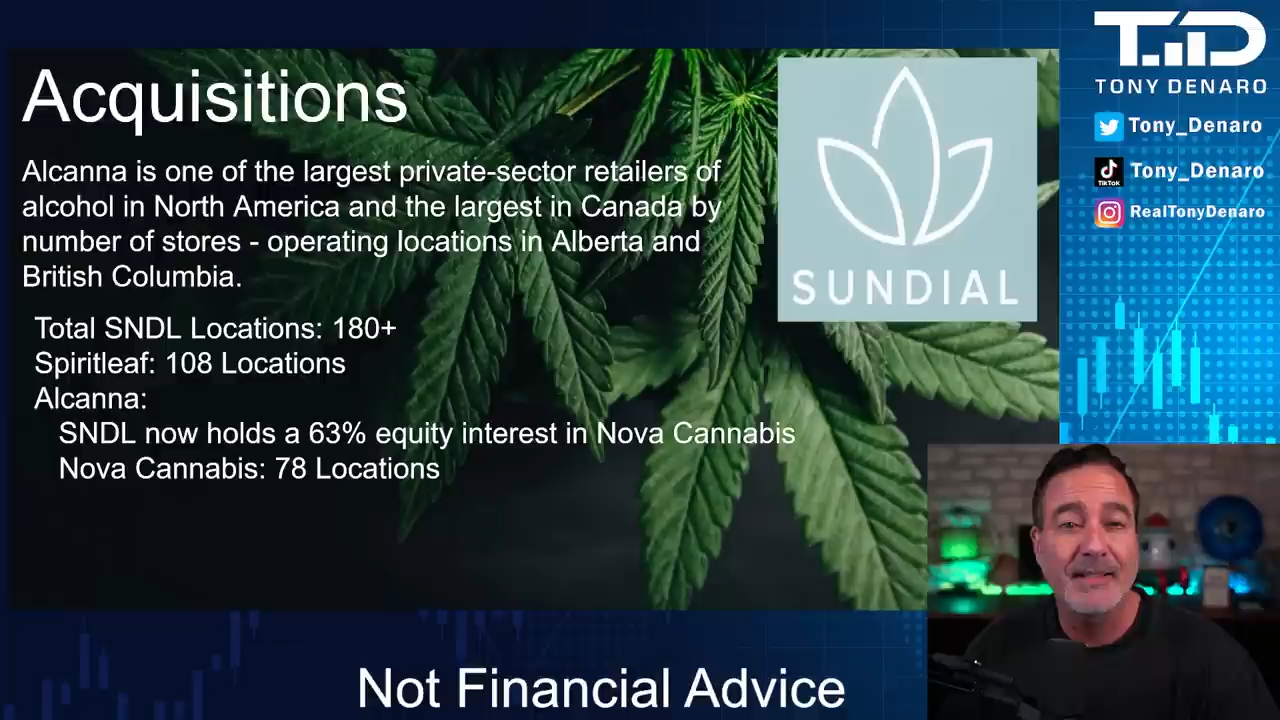 Acquisitions
Alcanna is one of the largest private-sector retailers of
alcohol in North America and the largest in Canada by
number of stores - operating locations in Alberta and
British Columbia.
Total SNDL Locations: 180+
Spiritleaf: 108 Locations
Alcanna:
SNDL now holds a 63% equity interest in Nova Cannabis
Nova Cannabis: 78 Locations
SUNDIAL
TD
TONY DENARO
Tony_Denaro
TikTok
Tony_Denaro
RealTonyDenaro
Not Financial Advice